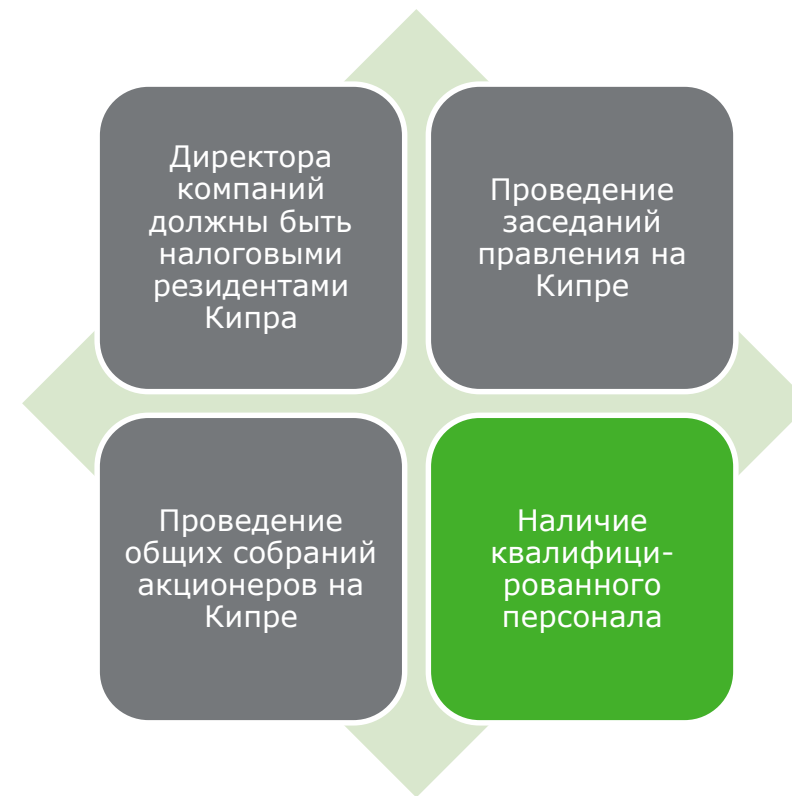 Директора
компаний
должны быть
налоговыми
резидентами
Кипра
Проведение
заседаний
правления на
Кипре
Проведение
общих собраний
акционеров на
Кипре
Наличие
квалифици-
рованного
персонала